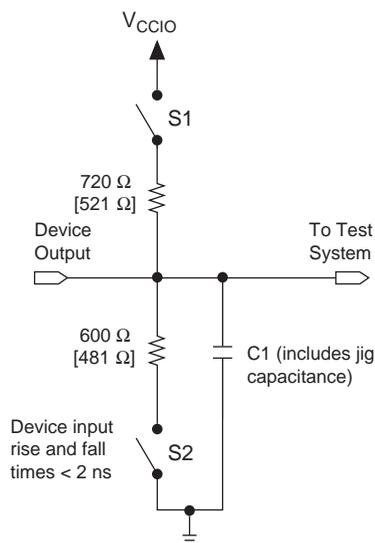 VCCIO
S1
720 Ω
[521 Ω]
Device
Output
To Test
System
600 Ω
[481 Ω]
C1 (includes jig
capacitance)
Device input
rise and fall
times < 2 ns
S2